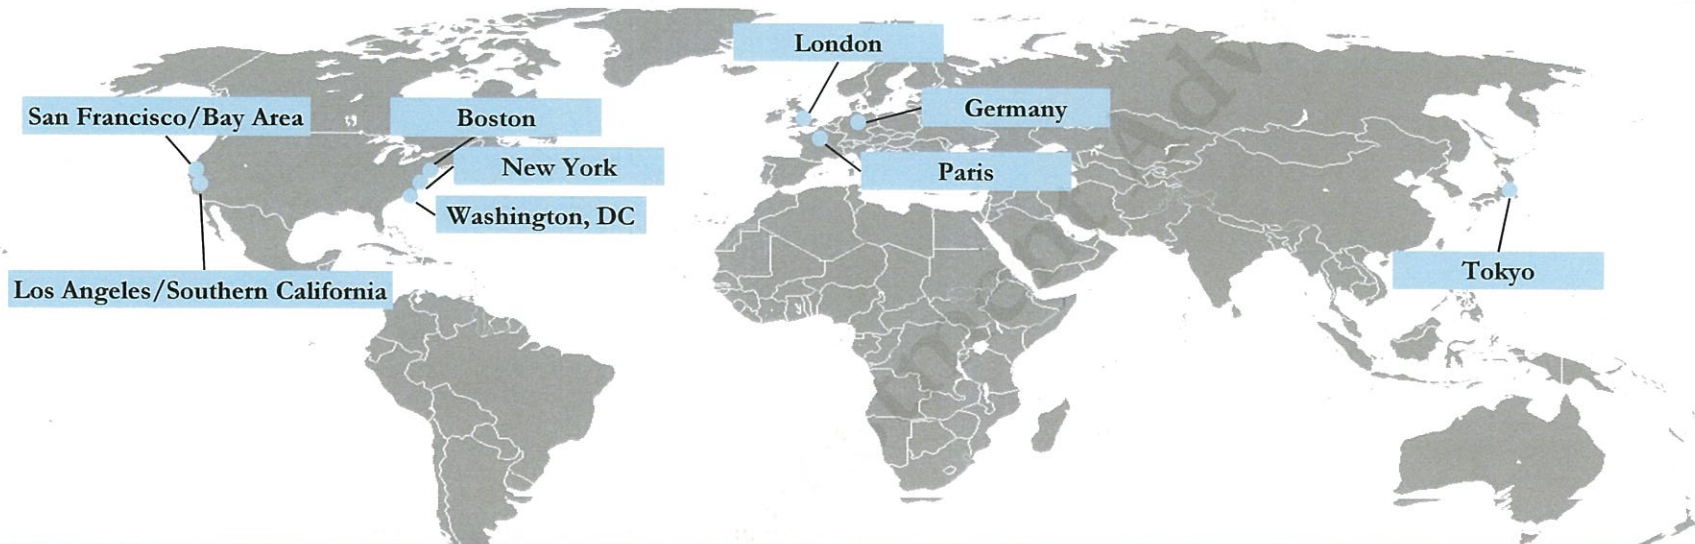 London
San Francisco/Bay Area
Boston
Germany
New York
Paris
Washington, DC
Los Angeles/Southern California
Tokyo